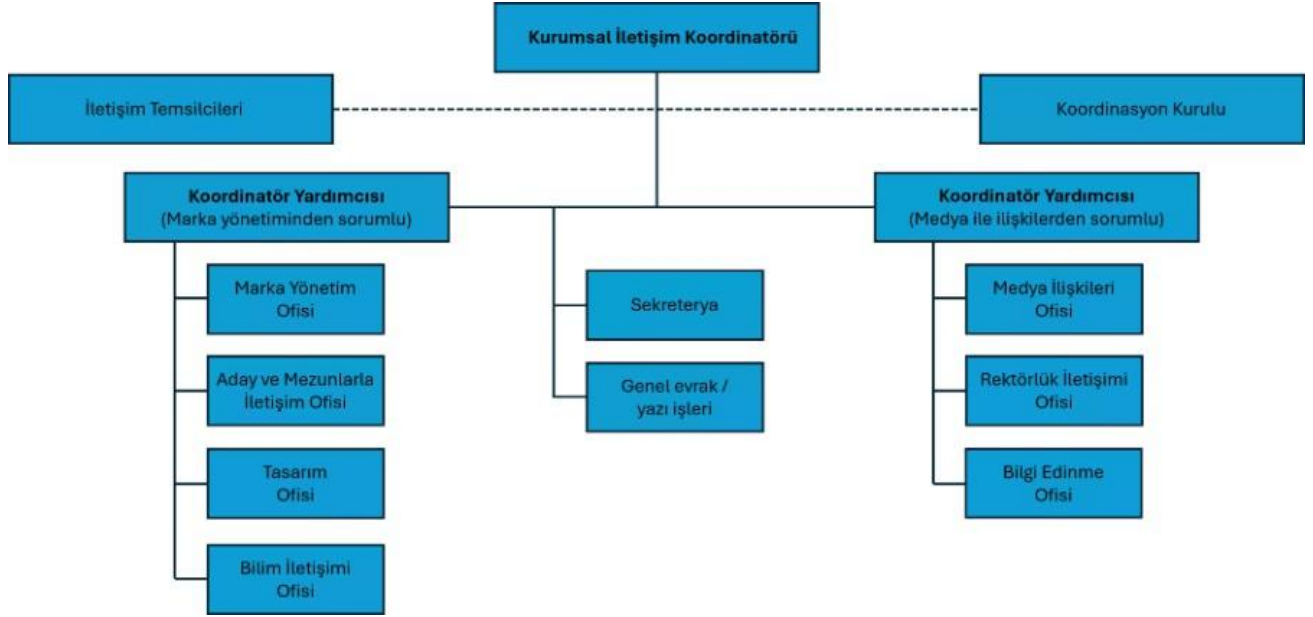 Kurumsal İletişim Koordinatörü
İletişim Temsilcileri
Koordinasyon Kurulu
Koordinatör Yardımcısı
(Marka yönetiminden sorumlu)
Koordinatör Yardımcısı
(Medya ile ilişkilerden sorumlu)
Marka Yönetim
Ofisi
Aday ve Mezunlarla
İletişim Ofisi
Tasarım
Ofisi
Bilim İletişimi
Ofisi
Sekreterya
Genel evrak /
yazı işleri
Medya İlişkileri
Ofisi
Rektörlük İletişimi
Ofisi
Bilgi Edinme
Ofisi